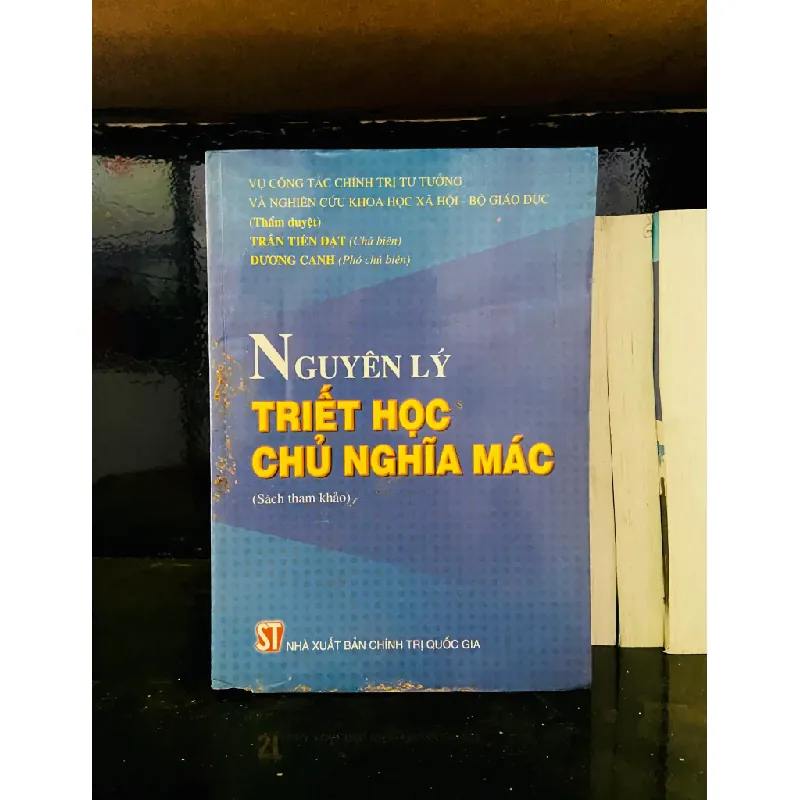 VỤ CÔNG TÁC CHÍNH TRỊ TƯ TƯỞNG
VÀ NGHIÊN CỨU KHOA HỌC XÃ HỘI - BỘ GIÁO DỤC
(Thẩm duyệt)
TRẦN TIÊN ĐẠT (Chủ biên)
DƯƠNG CANH (Phó chủ biên)
NGUYÊN LÝ
TRIẾT HỌC
CHỦ NGHĨA MÁC
(Sách tham khảo)
ST NHÀ XUẤT BẢN CHÍNH TRỊ QUỐC GIA